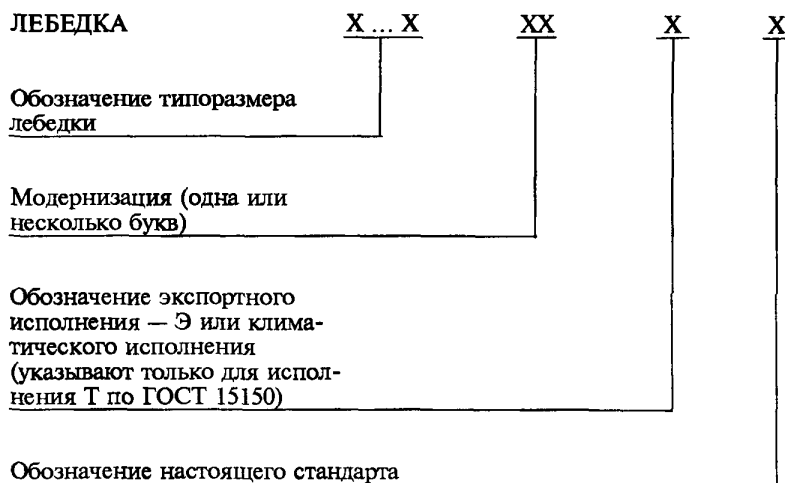 ЛЕБЕДКА X ... X XX X X
Обозначение типоразмера
лебедки
Модернизация (одна или
несколько букв)
Обозначение экспортного
исполнения — Э или клима-
тического исполнения
(указывают только для испол-
нения Т по ГОСТ 15150)
Обозначение настоящего стандарта